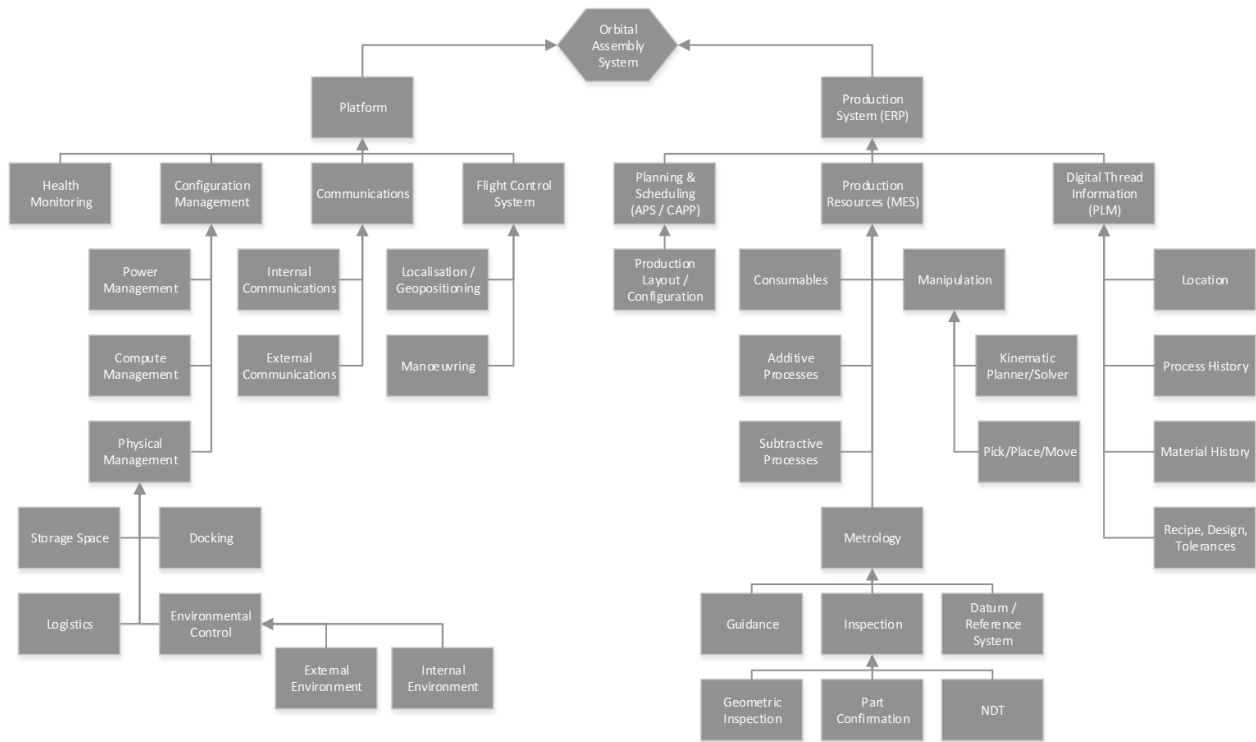 Orbital
Assembly
System
Platform
Production
System (ERP)
Health
Monitoring
Configuration
Management
Communications
Flight Control
System
Planning &
Scheduling
(APS / CAPP)
Production
Resources (MES)
Digital Thread
Information
(PLM)
Power
Management
Internal
Communications
Localisation /
Geopositioning
Production
Layout /
Configuration
Consumables
Manipulation
Location
Compute
Management
External
Communications
Manœuvring
Additive
Processes
Kinematic
Planner/Solver
Process History
Physical
Management
Subtractive
Processes
Pick/Place/Move
Material History
Storage Space
Docking
Metrology
Recipe, Design,
Tolerances
Logistics
Environmental
Control
Guidance
Inspection
Datum /
Reference
System
External
Environment
Internal
Environment
Geometric
Inspection
Part
Confirmation
NDT